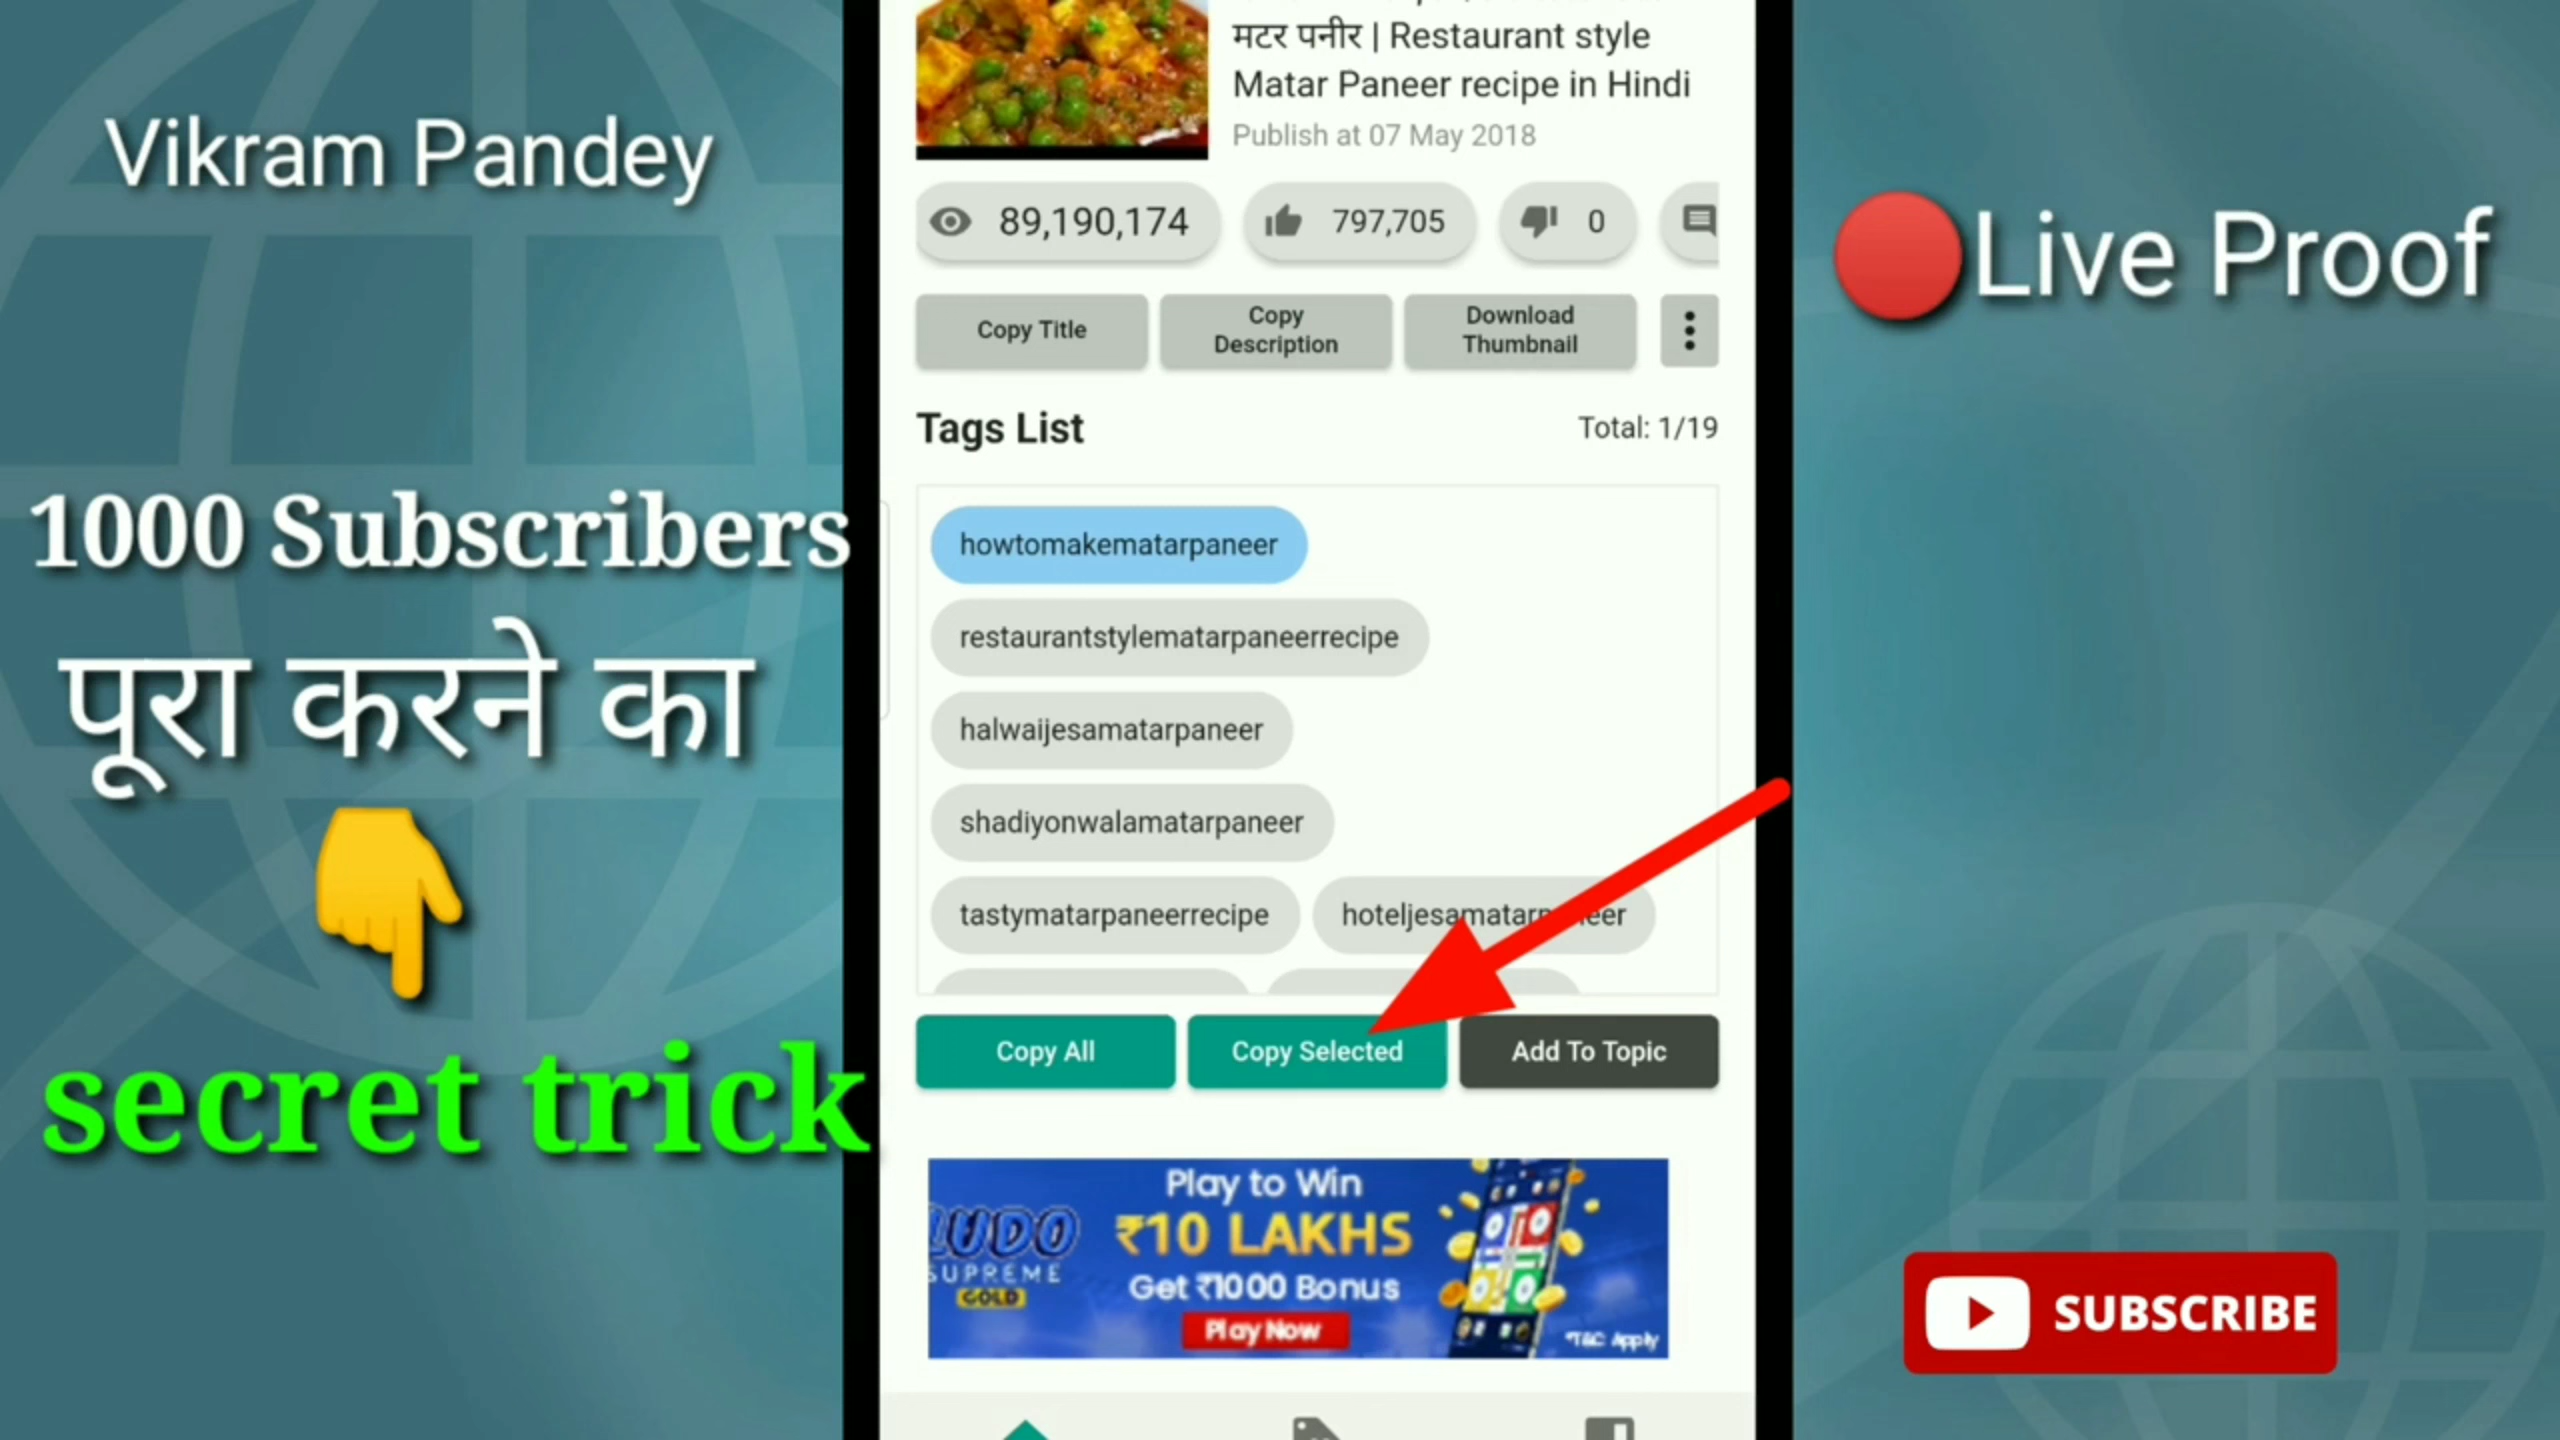 Vikram Pandey
1000 Subscribers
पूरा करने का
secret trick
मटर पनीर | Restaurant style
Matar Paneer recipe in Hindi
Publish at 07 May 2018
89,190,174
797,705
0
Copy Title
Copy
Description
Download
Thumbnail
Tags List
Total: 1/19
howtomakematarpaneer
restaurantstylematarpaneerrecipe
halwaijesamatarpaneer
shadiyonwalamatarpaneer
tastymatarpaneerrecipe
Copy All
Copy Selected
Add To Topic
LUDO
SUPREME
GOLD
Play to Win
₹10 LAKHS
Get ₹1000 Bonus
Play Now
*T&C Apply
Live Proof
SUBSCRIBE